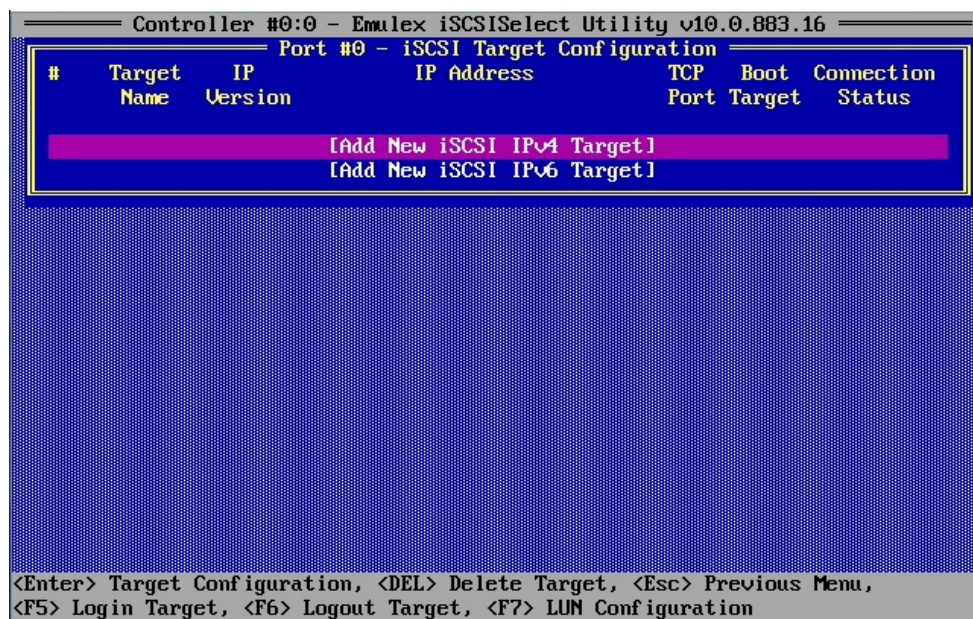 Controller #0:0 - Emulex iSCSISelect Utility v10.0.883.16
Port #0 - iSCSI Target Configuration
# Target IP IP Address TCP Boot Connection
Name Version Port Target Status
[Add New iSCSI IPv4 Target]
[Add New iSCSI IPv6 Target]
<Enter> Target Configuration, <DEL> Delete Target, <Esc> Previous Menu,
<F5> Login Target, <F6> Logout Target, <F7> LUN Configuration